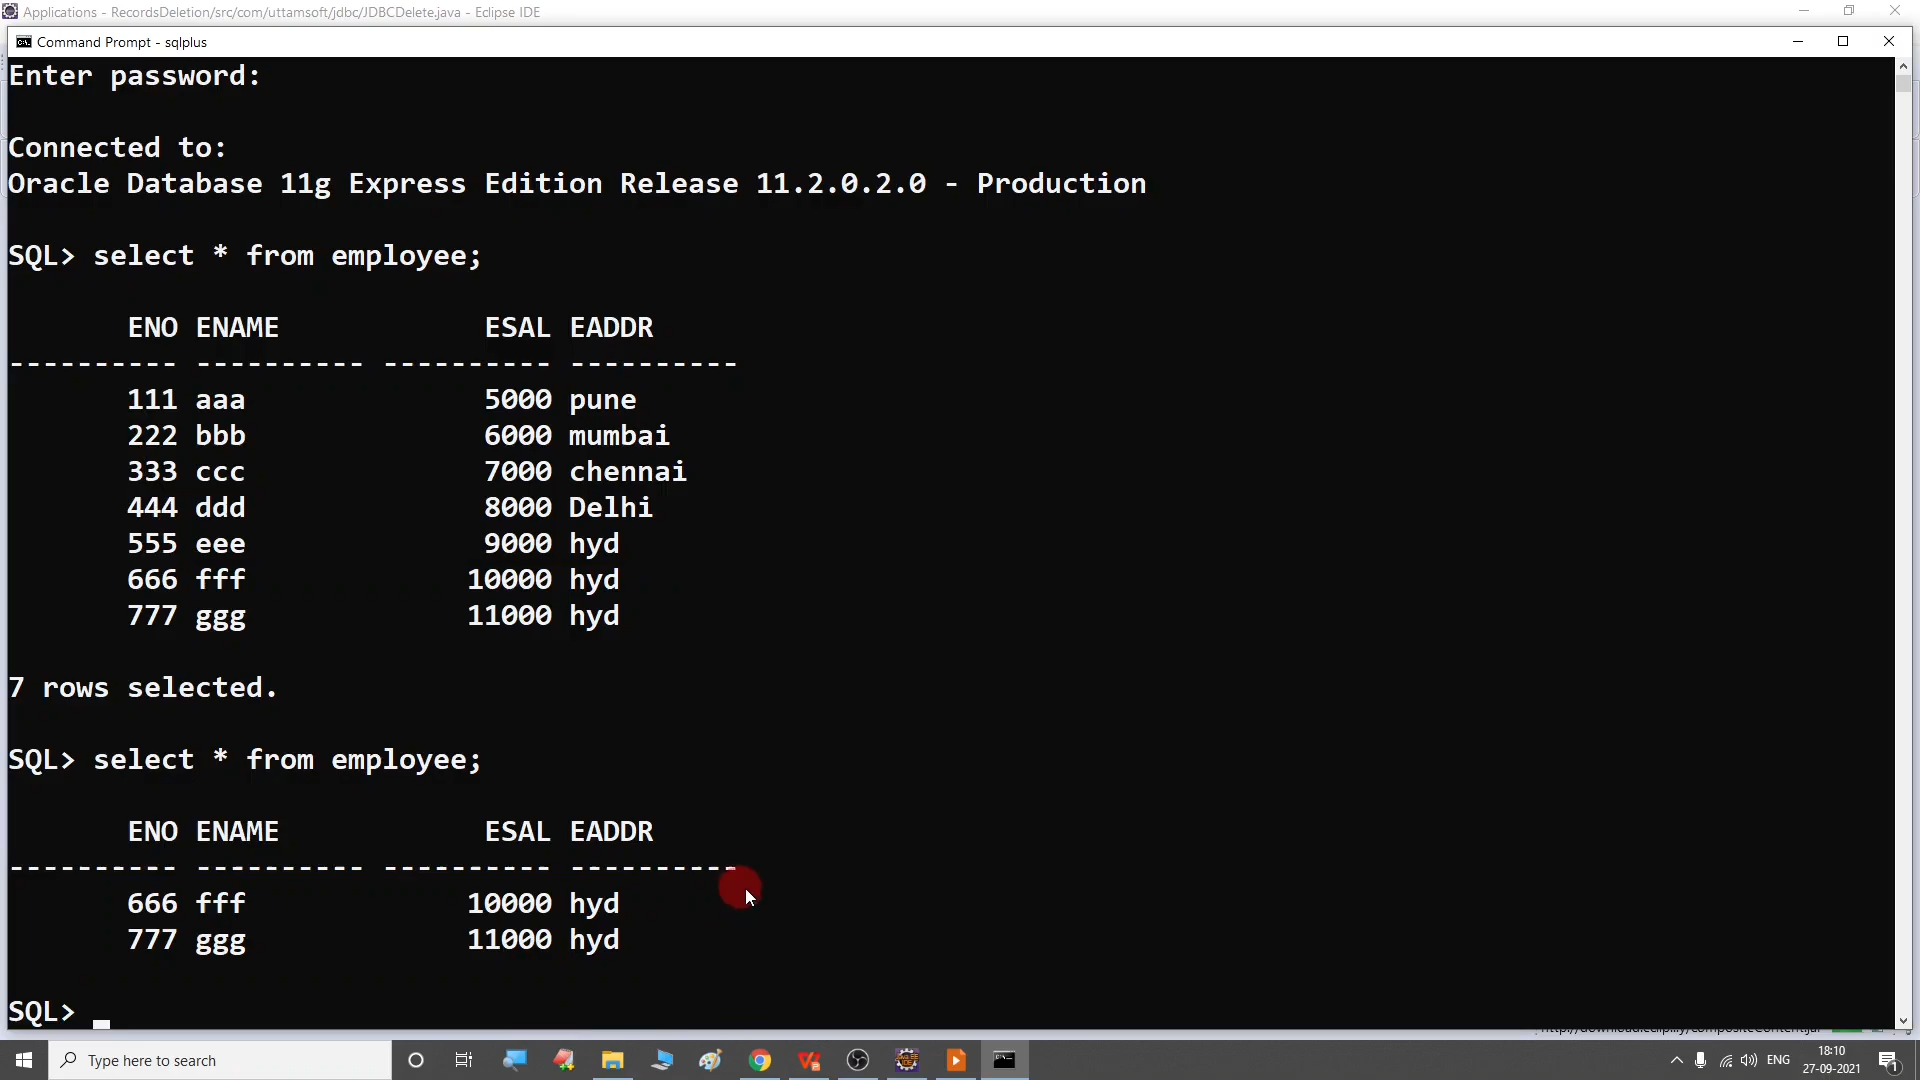 Applications - RecordsDeletion/src/com/uttamsoft/jdbc/JDBCDelete.java - Eclipse IDE
Command Prompt - sqlplus
Enter password:
Connected to:
Oracle Database 11g Express Edition Release 11.2.0.2.0 - Production
SQL> select * from employee;
ENO ENAME ESAL EADDR
---------- ---------- ---------- ----------
111 aaa 5000 pune
222 bbb 6000 mumbai
333 ccc 7000 chennai
444 ddd 8000 Delhi
555 eee 9000 hyd
666 fff 10000 hyd
777 ggg 11000 hyd
7 rows selected.
SQL> select * from employee;
ENO ENAME ESAL EADDR
---------- ---------- ---------- ----------
666 fff 10000 hyd
777 ggg 11000 hyd
SQL>
Type here to search
ENG
18:10
27-09-2021
1